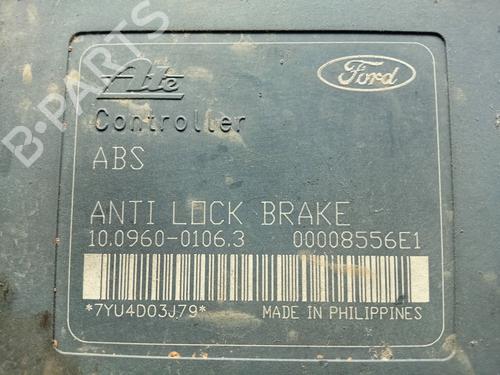 B-PARTS
Ate
Ford
Controller
ABS
ANTI LOCK BRAKE
10.0960-0106.3 00008556E1
*7YU4D03J79* MADE IN PHILIPPINES